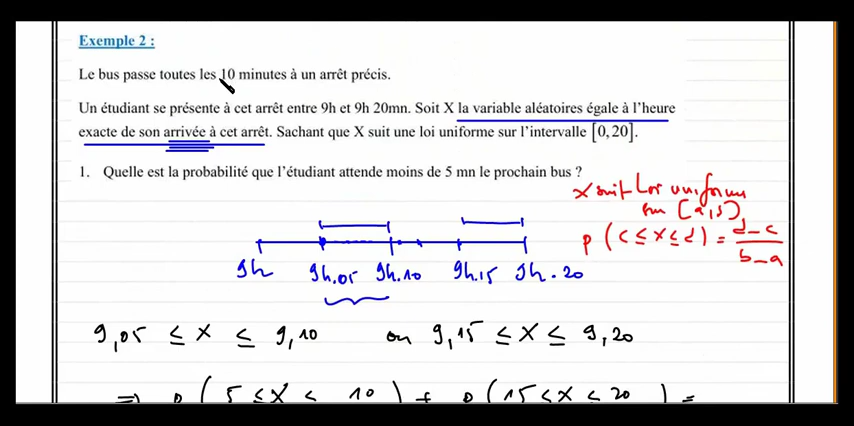 Exemple 2 :
Le bus passe toutes les 10 minutes à un arrêt précis.
Un étudiant se présente à cet arrêt entre 9h et 9h 20mn. Soit X la variable aléatoires égale à l'heure
exacte de son arrivée à cet arrêt. Sachant que X suit une loi uniforme sur l'intervalle [0,20].
1. Quelle est la probabilité que l'étudiant attende moins de 5 mn le prochain bus ?
X suit Loi uniforme
sur [a,b]
p (c ≤ X ≤ d) = d-c / b-a
9h 9h.05 9h.10 9h.15 9h.20
9,05 ≤ X ≤ 9,10 ou 9,15 ≤ X ≤ 9,20
⇒ p(5 ≤ X ≤ 10) + p(15 ≤ X ≤ 20) =